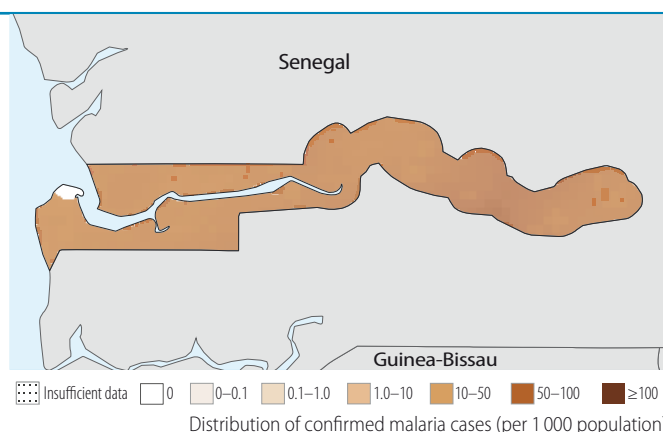 Senegal
Guinea-Bissau
Insufficient data 0 0–0.1 0.1–1.0 1.0–10 10–50 50–100 ≥100
Distribution of confirmed malaria cases (per 1 000 population)